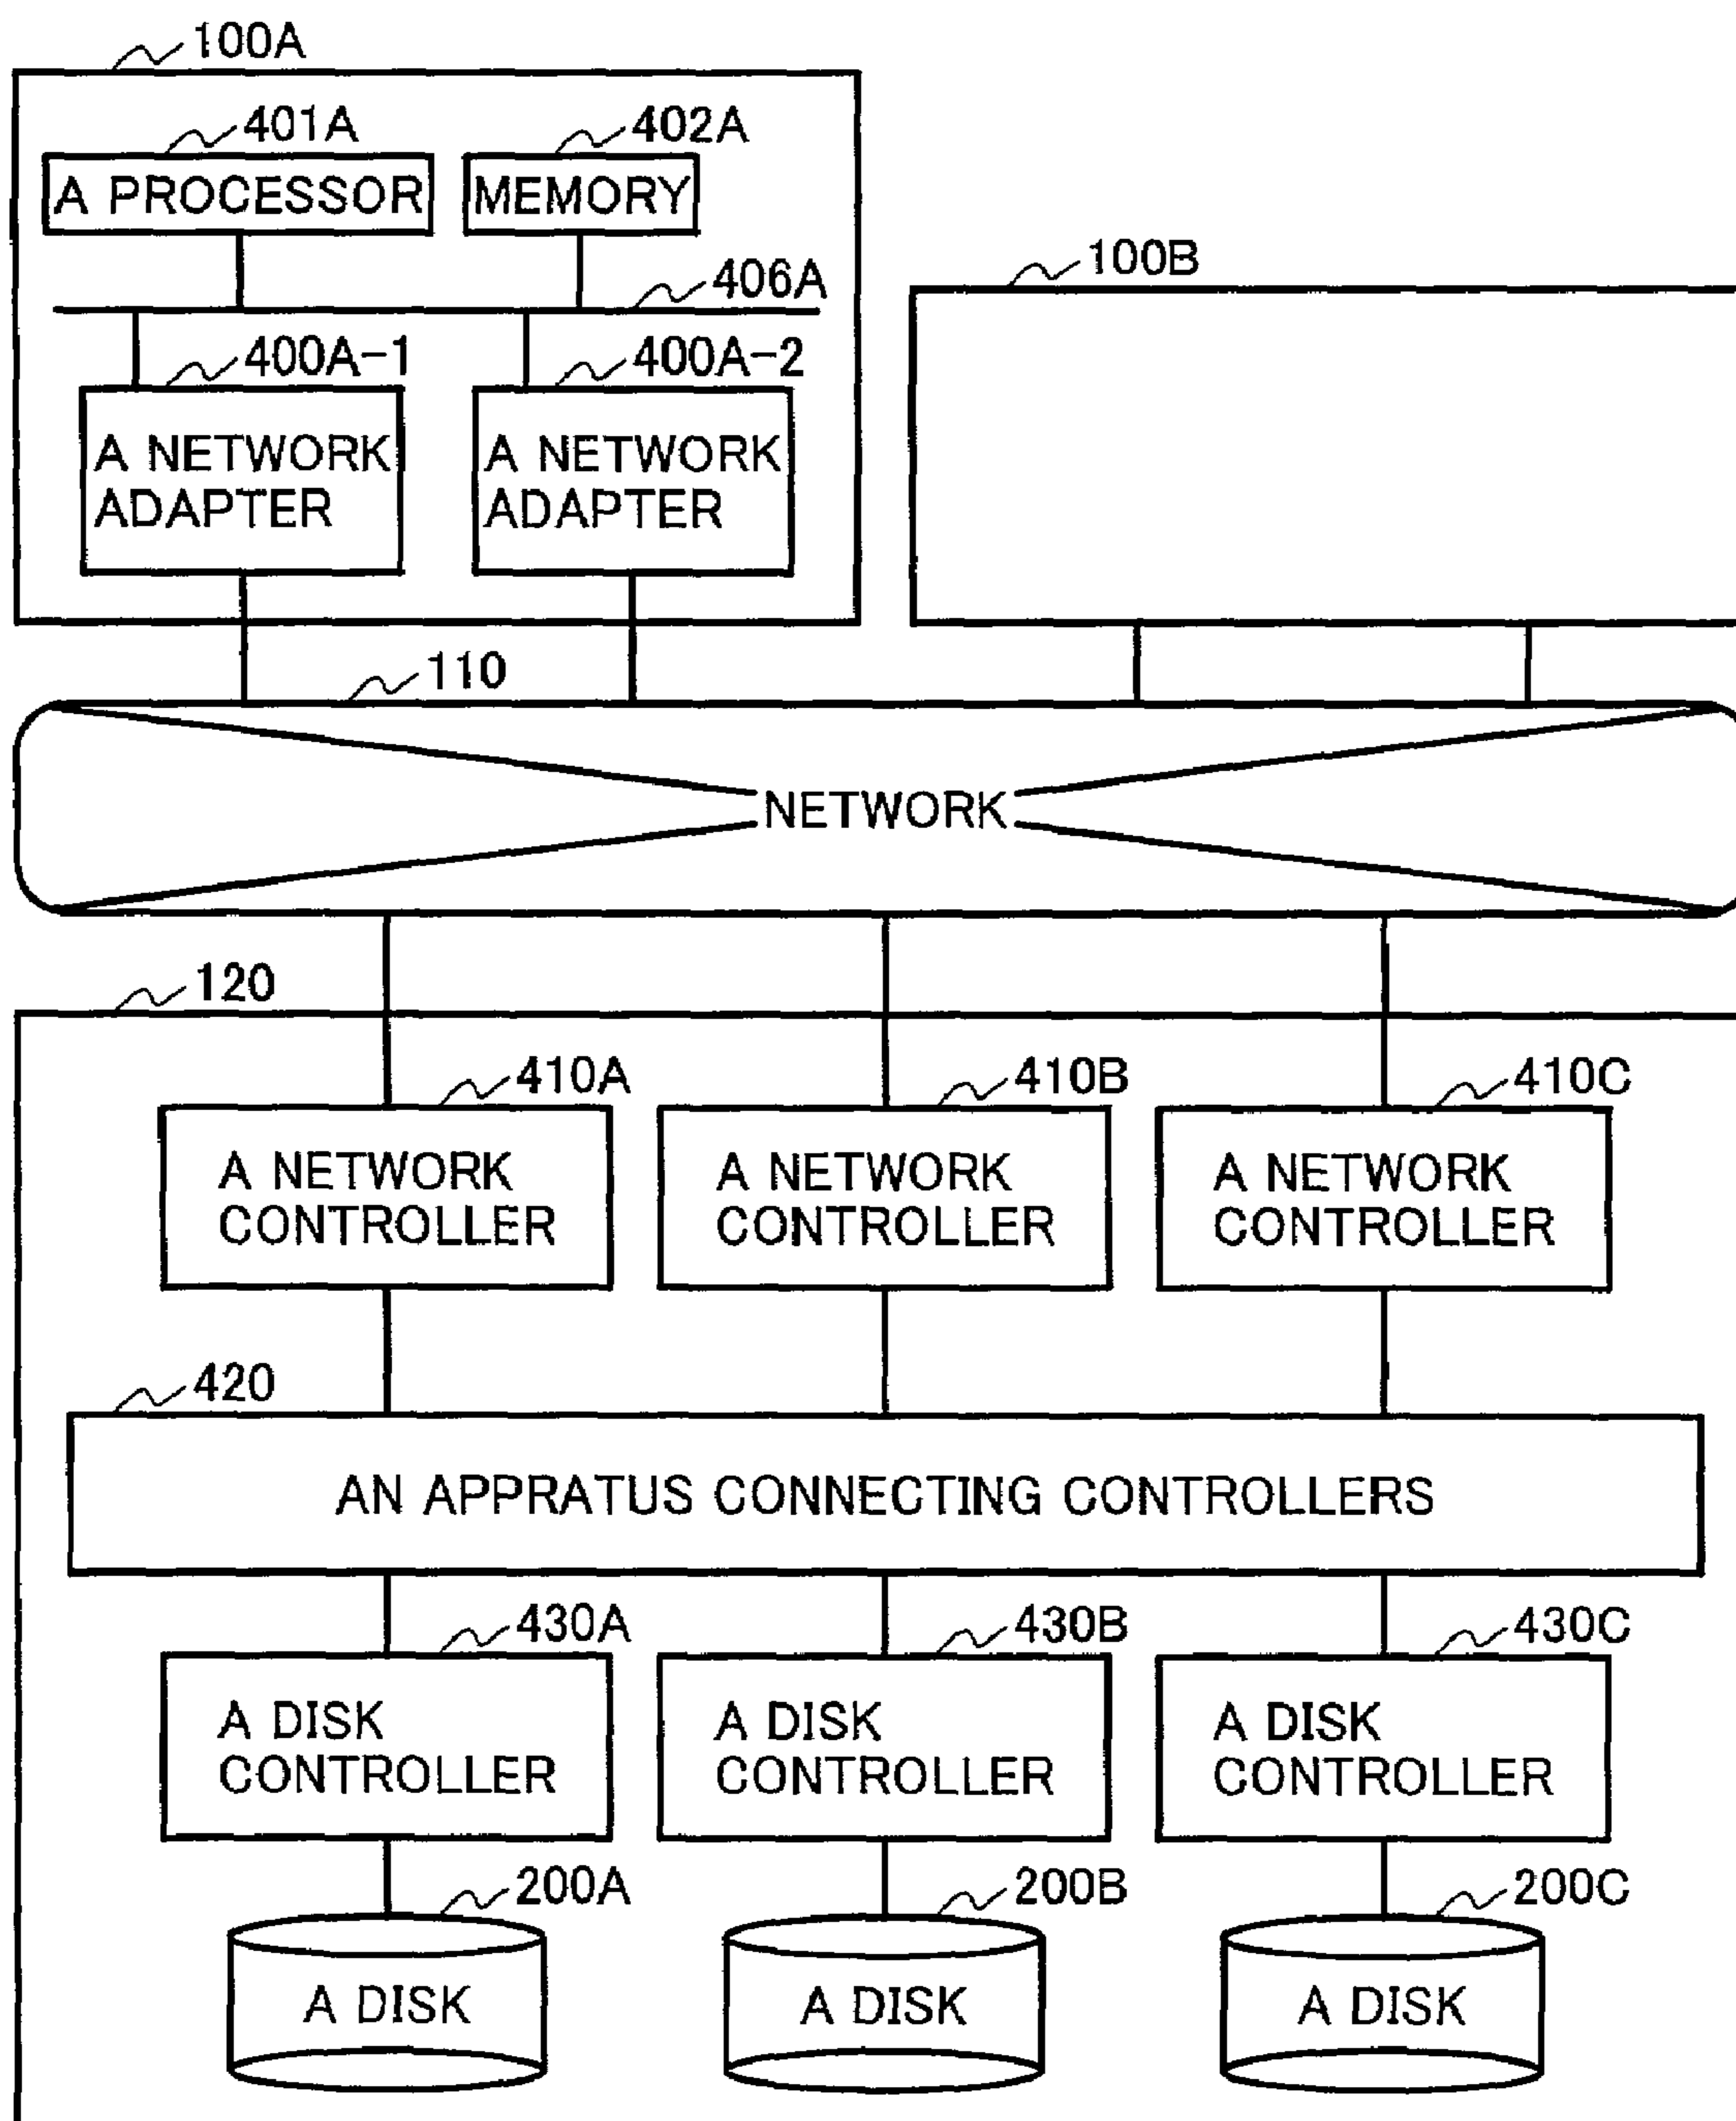 100A
401A
402A
A PROCESSOR
MEMORY
406A
100B
400A-1
400A-2
A NETWORK
ADAPTER
A NETWORK
ADAPTER
110
NETWORK
120
410A
410B
410C
A NETWORK
CONTROLLER
A NETWORK
CONTROLLER
A NETWORK
CONTROLLER
420
AN APPRATUS CONNECTING CONTROLLERS
430A
430B
430C
A DISK
CONTROLLER
A DISK
CONTROLLER
A DISK
CONTROLLER
200A
200B
200C
A DISK
A DISK
A DISK